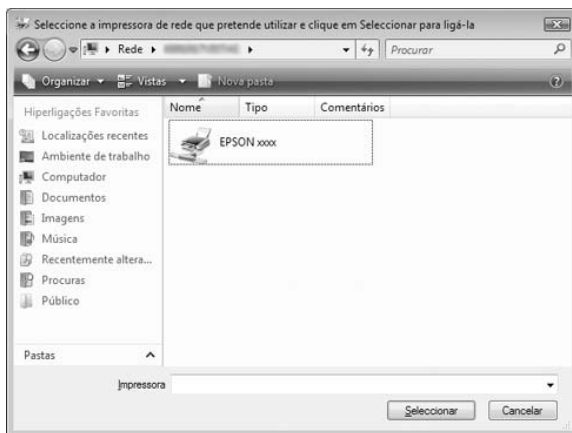 Seleccione a impressora de rede que pretende utilizar e clique em Seleccionar para ligá-la
Rede
Procurar
Organizar Vistas Nova pasta
Hiperligações Favoritas
Localizações recentes
Ambiente de trabalho
Computador
Documentos
Imagens
Música
Recentemente altera...
Procuras
Público
Pastas
Nome Tipo Comentários
EPSON xxxx
Impressora
Seleccionar Cancelar